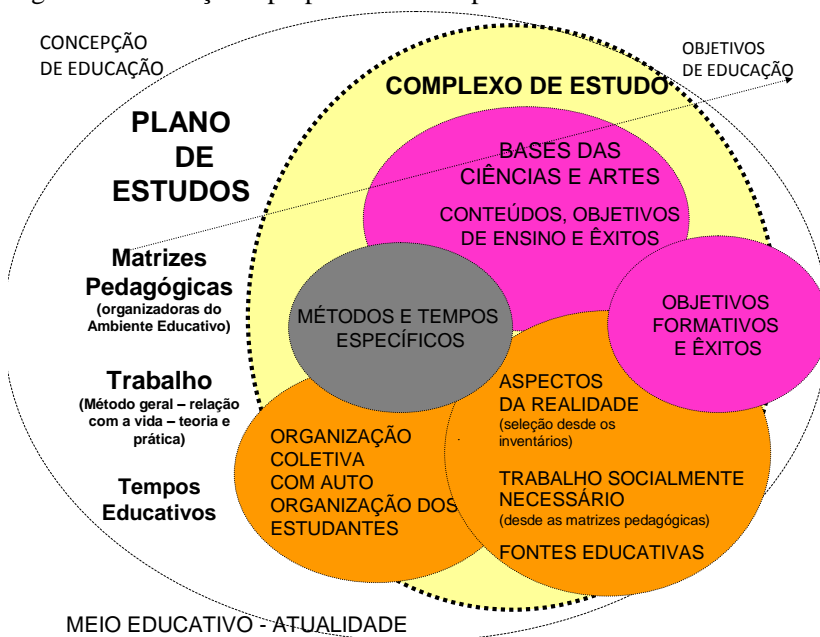 CONCEPÇÃO
DE EDUCAÇÃO
OBJETIVOS
DE EDUCAÇÃO
COMPLEXO DE ESTUDO
PLANO
DE
ESTUDOS
BASES DAS
CIÊNCIAS E ARTES
CONTEÚDOS, OBJETIVOS
DE ENSINO E ÊXITOS
Matrizes
Pedagógicas
(organizadoras do
Ambiente Educativo)
MÉTODOS E TEMPOS
ESPECÍFICOS
OBJETIVOS
FORMATIVOS
E ÊXITOS
Trabalho
(Método geral – relação
com a vida – teoria e
prática)
ASPECTOS
DA REALIDADE
(seleção desde os
inventários)
TRABALHO SOCIALMENTE
NECESSÁRIO
(desde as matrizes pedagógicas)
FONTES EDUCATIVAS
ORGANIZAÇÃO
COLETIVA
COM AUTO
ORGANIZAÇÃO DOS
ESTUDANTES
Tempos
Educativos
MEIO EDUCATIVO - ATUALIDADE